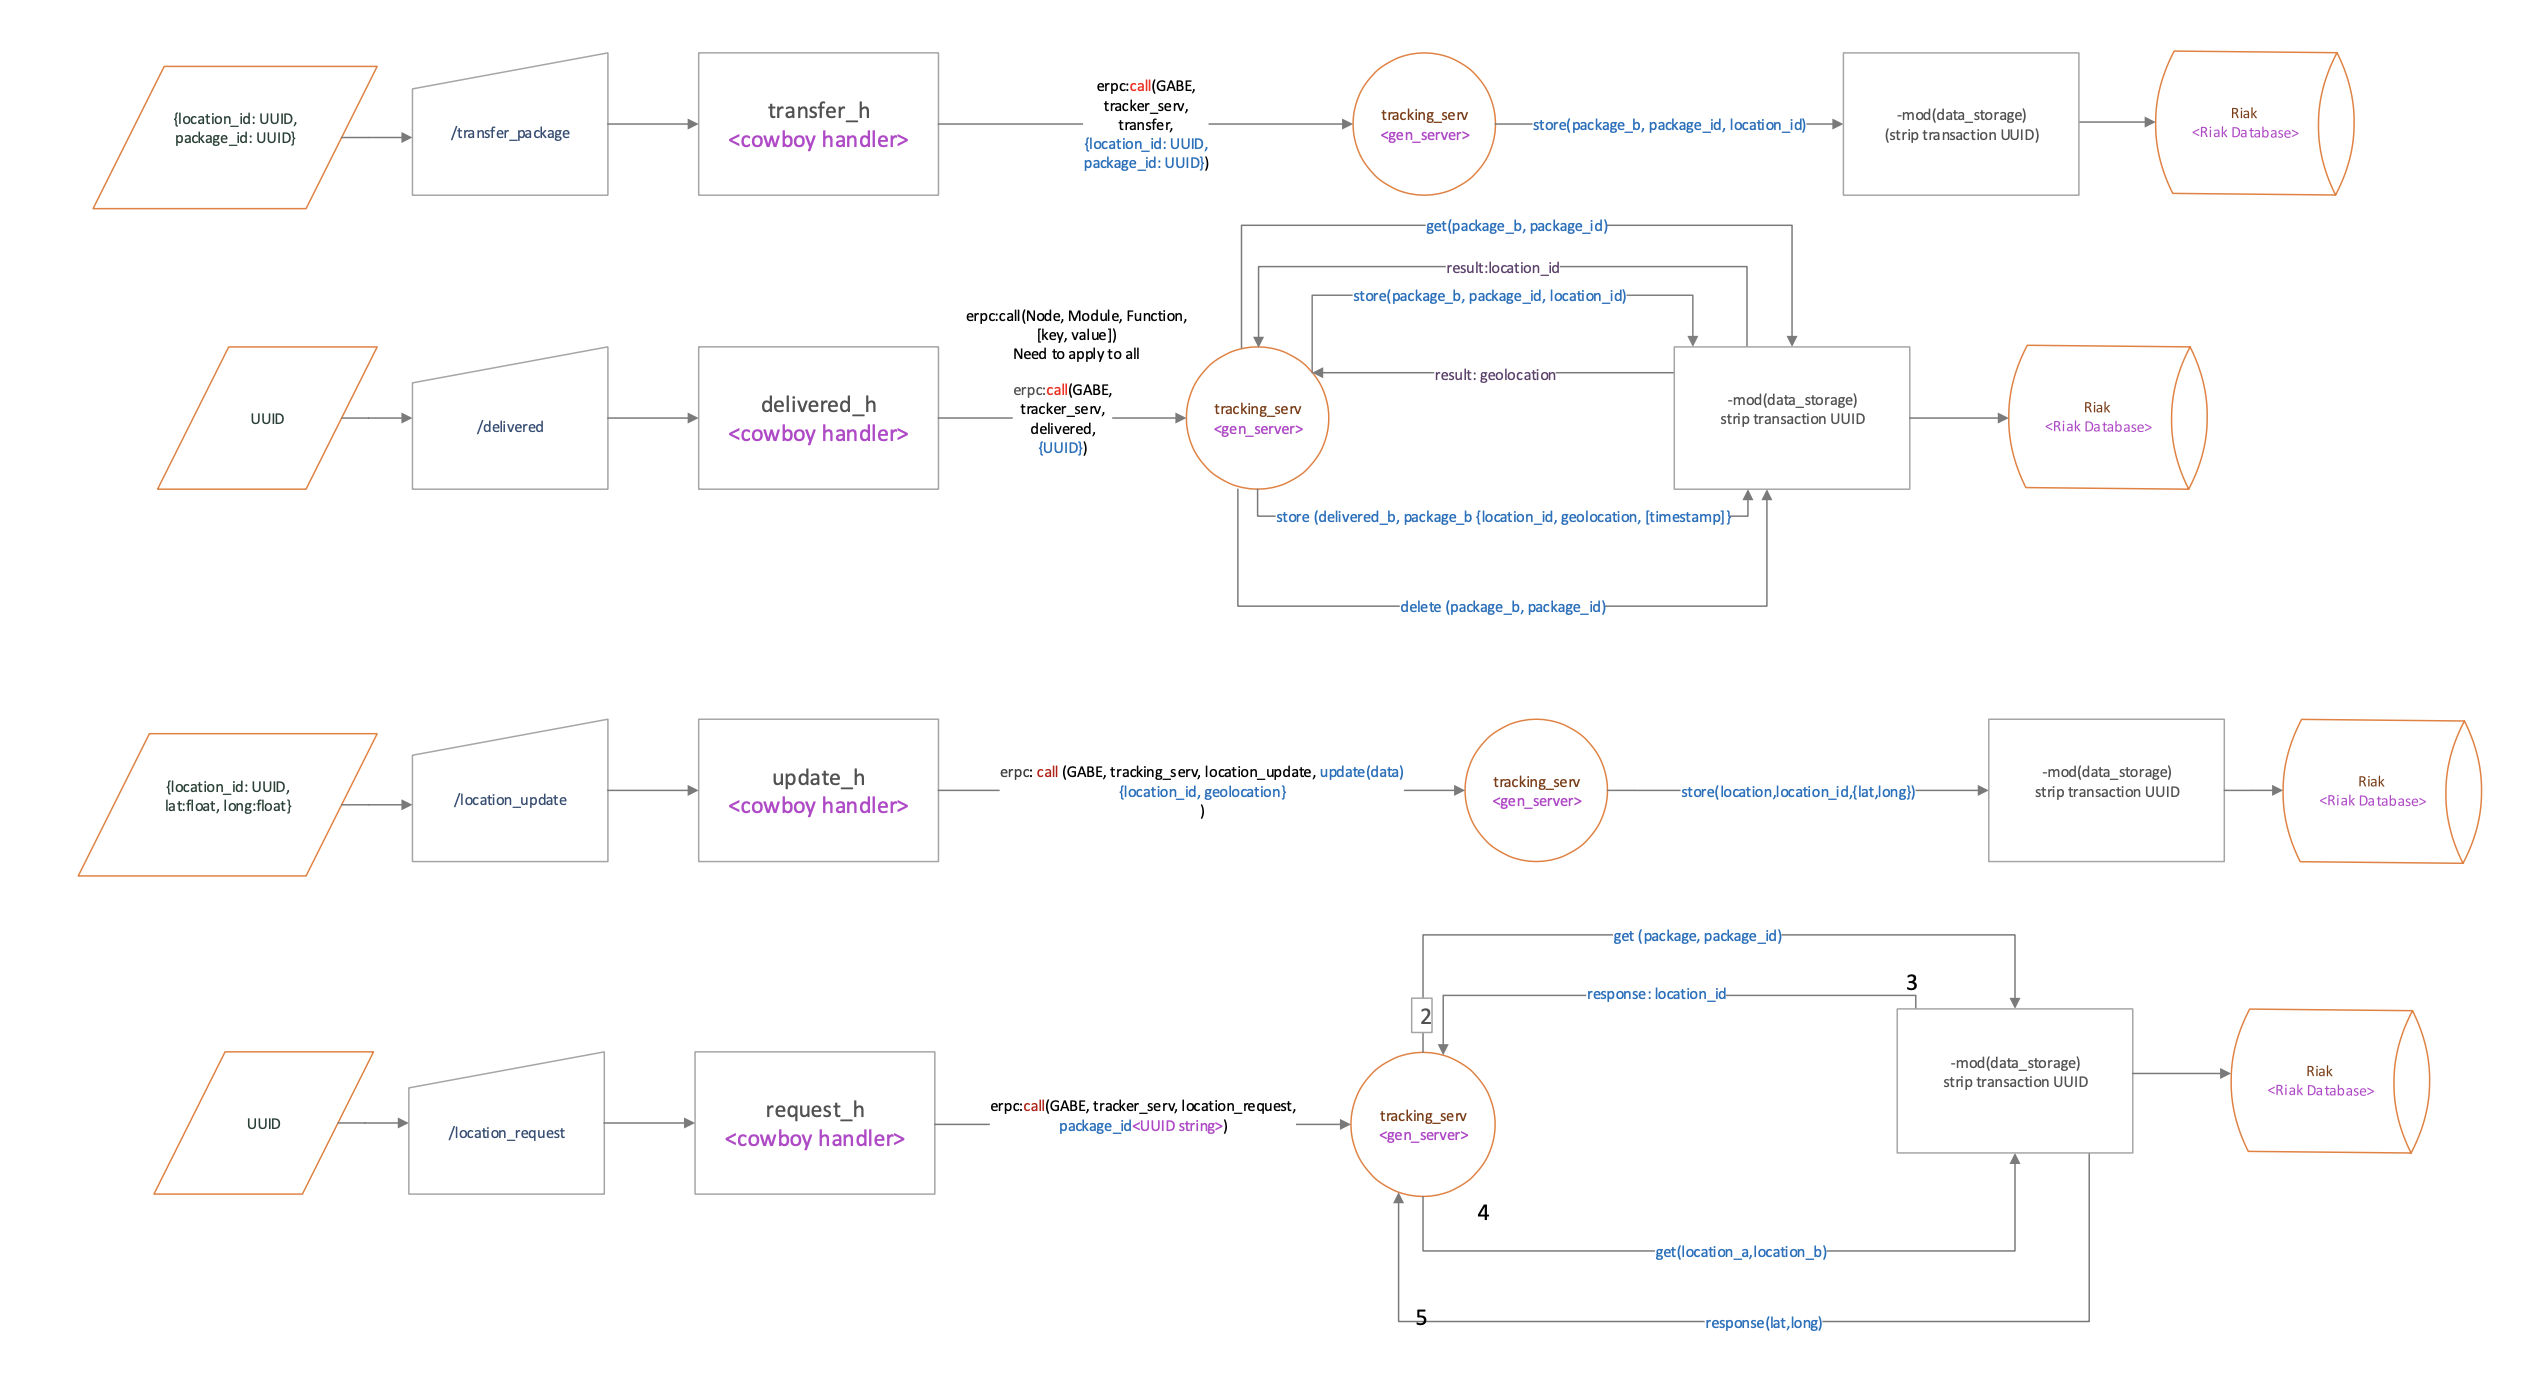 {location_id: UUID,
package_id: UUID}
/transfer_package
transfer_h
<cowboy handler>
erpc:call(GABE,
tracker_serv,
transfer,
{location_id: UUID,
package_id: UUID})
tracking_serv
<gen_server>
store(package_b, package_id, location_id)
-mod(data_storage)
(strip transaction UUID)
Riak
<Riak Database>
get(package_b, package_id)
result:location_id
store(package_b, package_id, location_id)
result: geolocation
UUID
/delivered
delivered_h
<cowboy handler>
erpc:call(Node, Module, Function,
[key, value])
Need to apply to all
erpc:call(GABE,
tracker_serv,
delivered,
{UUID})
tracking_serv
<gen_server>
-mod(data_storage)
strip transaction UUID
Riak
<Riak Database>
store (delivered_b, package_b {location_id, geolocation, [timestamp]}
delete (package_b, package_id)
{location_id: UUID,
lat:float, long:float}
/location_update
update_h
<cowboy handler>
erpc: call (GABE, tracking_serv, location_update, update(data)
{location_id, geolocation}
)
tracking_serv
<gen_server>
store(location,location_id,{lat,long})
-mod(data_storage)
strip transaction UUID
Riak
<Riak Database>
get (package, package_id)
3
response: location_id
2
UUID
/location_request
request_h
<cowboy handler>
erpc:call(GABE, tracker_serv, location_request,
package_id<UUID string>)
tracking_serv
<gen_server>
-mod(data_storage)
strip transaction UUID
Riak
<Riak Database>
4
get(location_a,location_b)
5
response(lat,long)